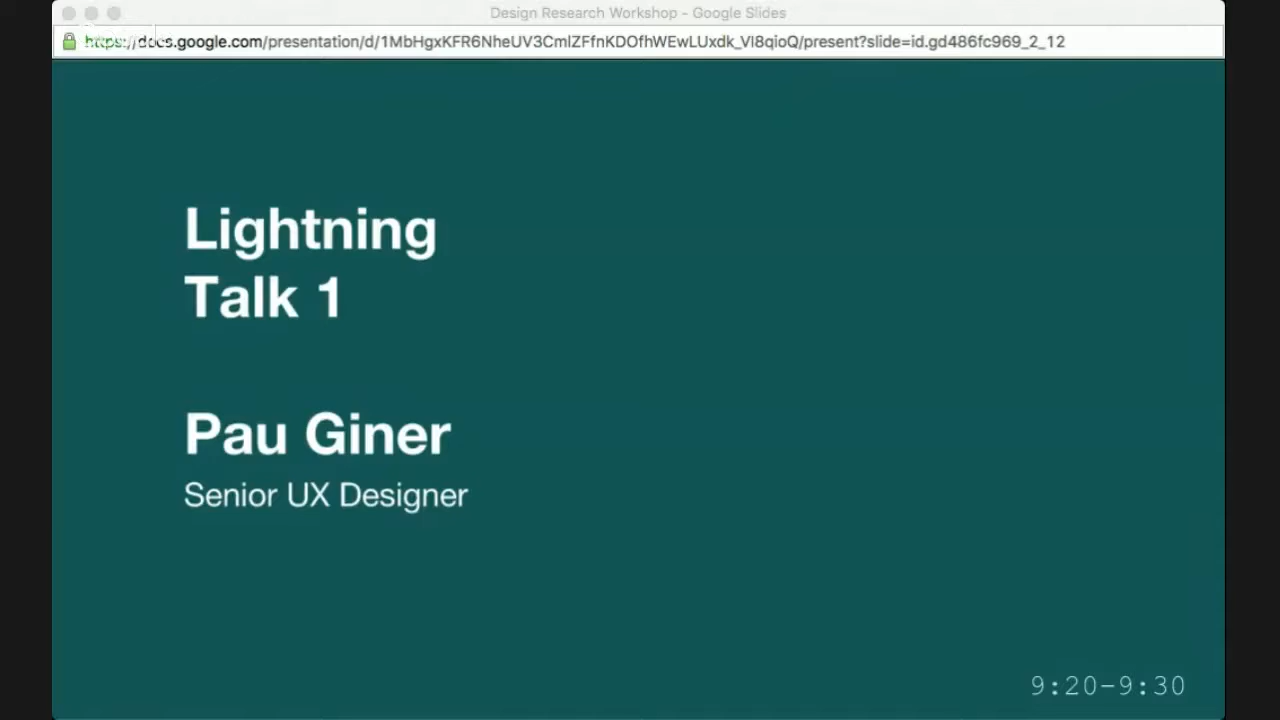 Design Research Workshop - Google Slides
https://docs.google.com/presentation/d/1MbHgxKFR6NheUV3CmlZFfnKDOfhWEwLUxdk_Vl8qioQ/present?slide=id.gd486fc969_2_12
Lightning
Talk 1
Pau Giner
Senior UX Designer
9:20-9:30